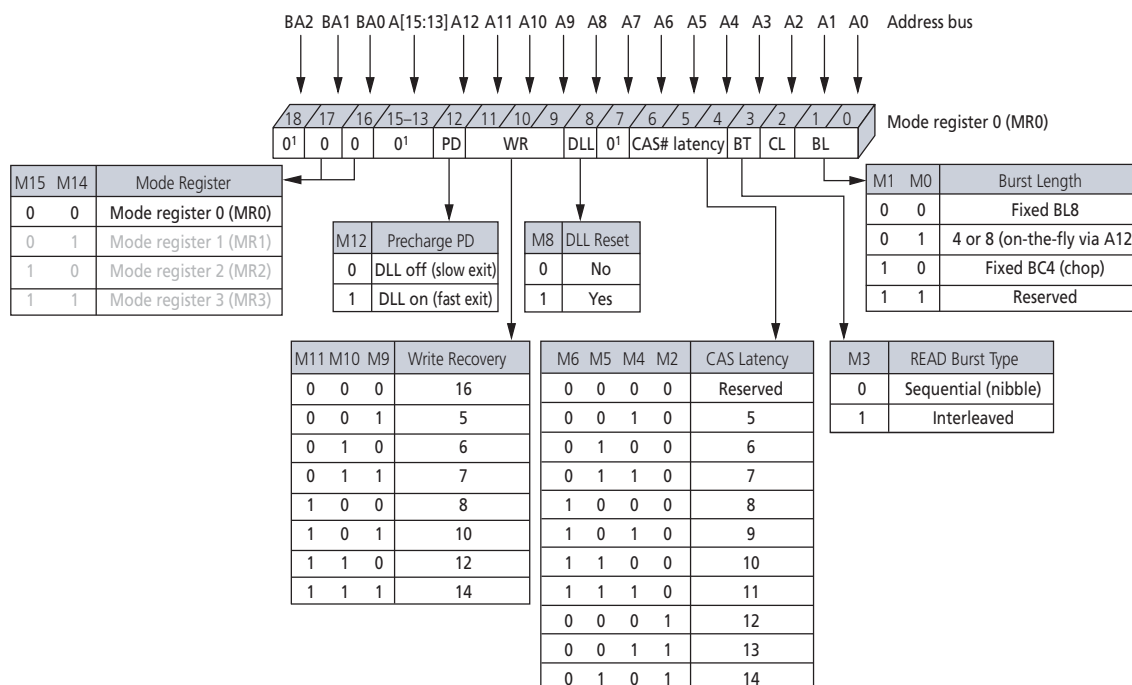 BA2 BA1 BA0 A[15:13] A12 A11 A10 A9 A8 A7 A6 A5 A4 A3 A2 A1 A0 Address bus
18 17 16 15–13 12 11 10 9 8 7 6 5 4 3 2 1 0
Mode register 0 (MR0)
0¹ 0 0 0¹ PD WR DLL 0¹ CAS# latency BT CL BL
M15 M14 Mode Register
0 0 Mode register 0 (MR0)
0 1 Mode register 1 (MR1)
1 0 Mode register 2 (MR2)
1 1 Mode register 3 (MR3)
M12 Precharge PD
0 DLL off (slow exit)
1 DLL on (fast exit)
M8 DLL Reset
0 No
1 Yes
M1 M0 Burst Length
0 0 Fixed BL8
0 1 4 or 8 (on-the-fly via A12
1 0 Fixed BC4 (chop)
1 1 Reserved
M11 M10 M9 Write Recovery
0 0 0 16
0 0 1 5
0 1 0 6
0 1 1 7
1 0 0 8
1 0 1 10
1 1 0 12
1 1 1 14
M6 M5 M4 M2 CAS Latency
0 0 0 0 Reserved
0 0 1 0 5
0 1 0 0 6
0 1 1 0 7
1 0 0 0 8
1 0 1 0 9
1 1 0 0 10
1 1 1 0 11
0 0 0 1 12
0 0 1 1 13
0 1 0 1 14
M3 READ Burst Type
0 Sequential (nibble)
1 Interleaved